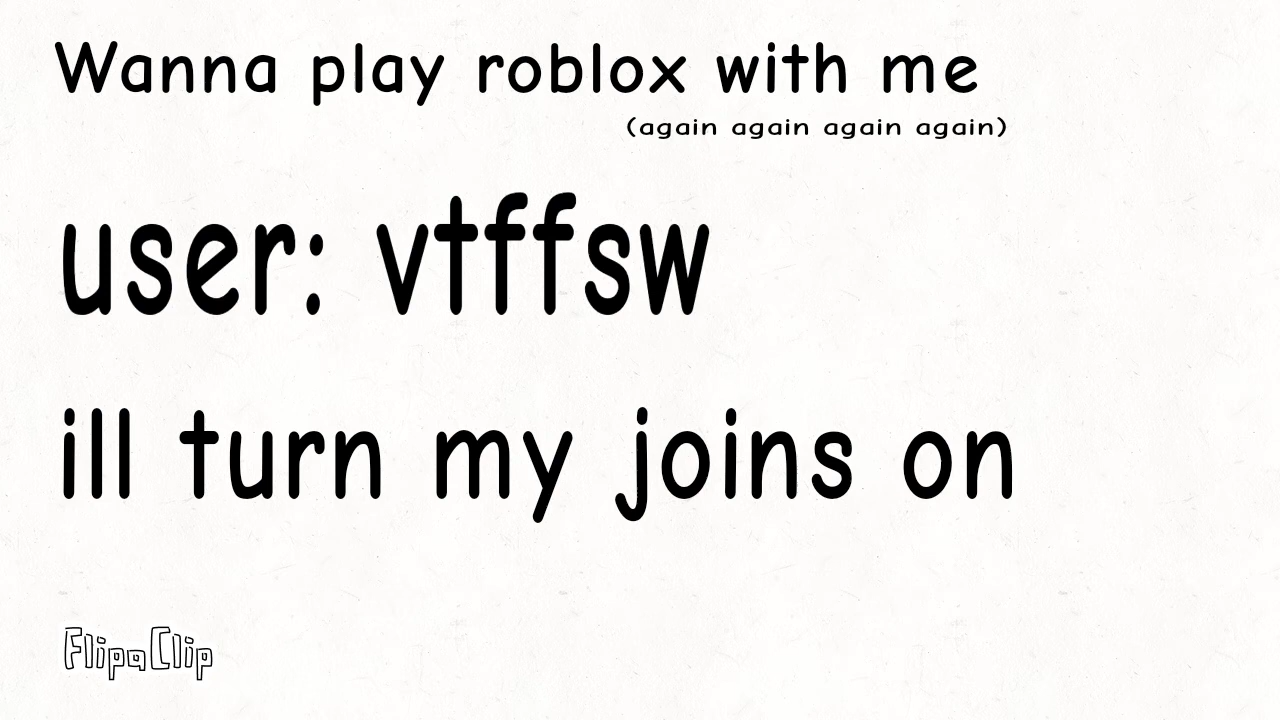 Wanna play roblox with me
(again again again again)
user: vtffsw
ill turn my joins on
FlipaClip